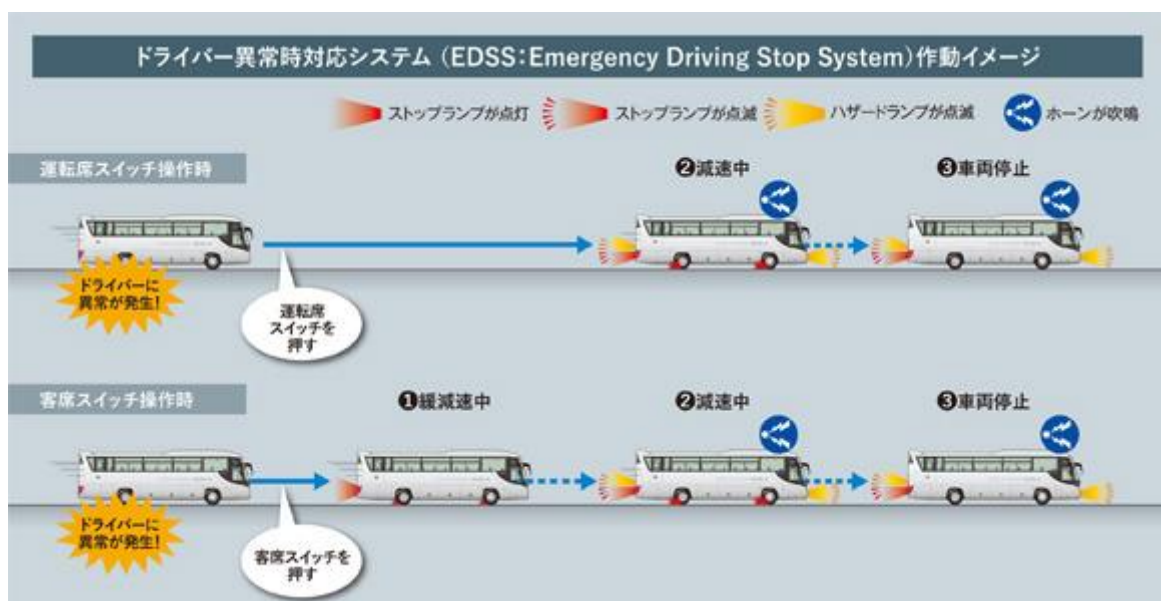 ドライバー異常時対応システム（EDSS：Emergency Driving Stop System）作動イメージ
ストップランプが点灯 ストップランプが点滅 ハザードランプが点滅 ホーンが吹鳴
運転席スイッチ操作時
❷減速中 ❸車両停止
ドライバーに
異常が発生！
運転席
スイッチを
押す
客席スイッチ操作時
❶緩減速中 ❷減速中 ❸車両停止
ドライバーに
異常が発生！
客席スイッチを
押す